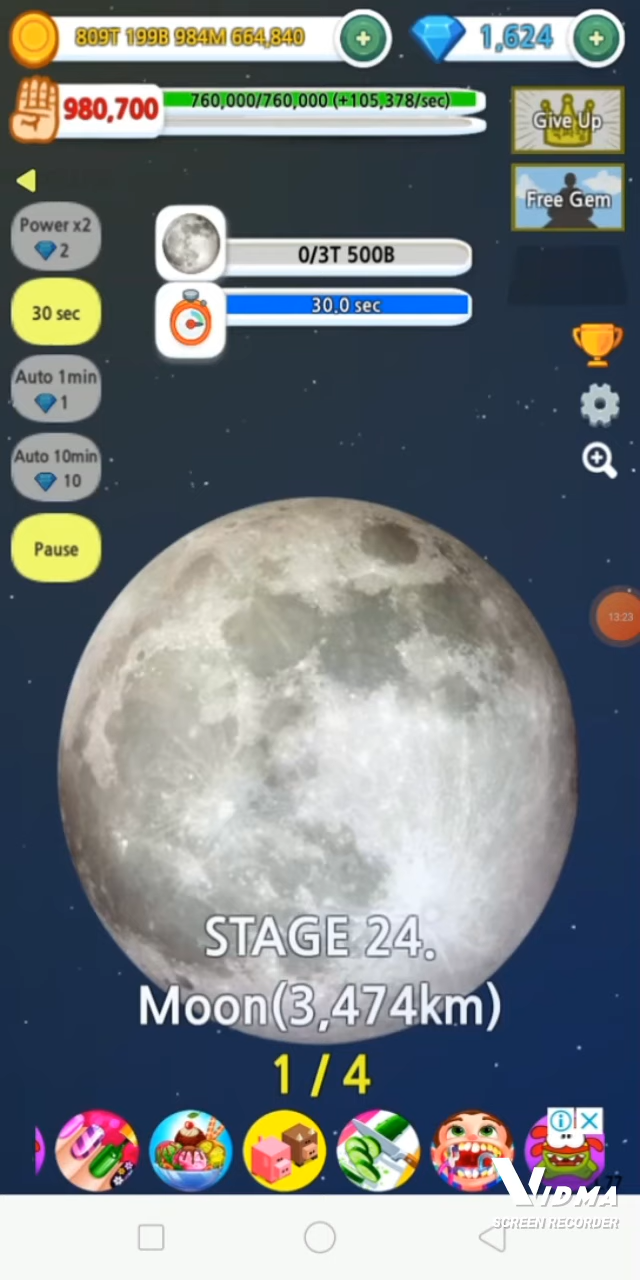 809T 199B 984M 664,840
1,624
980,700
760,000/760,000 (+105,378/sec)
Give Up
Free Gem
Power x2
2
0/3T 500B
30.0 sec
30 sec
Auto 1min
1
Auto 10min
10
Pause
13:23
STAGE 24.
Moon(3,474km)
1 / 4
VIDMA
SCREEN RECORDER